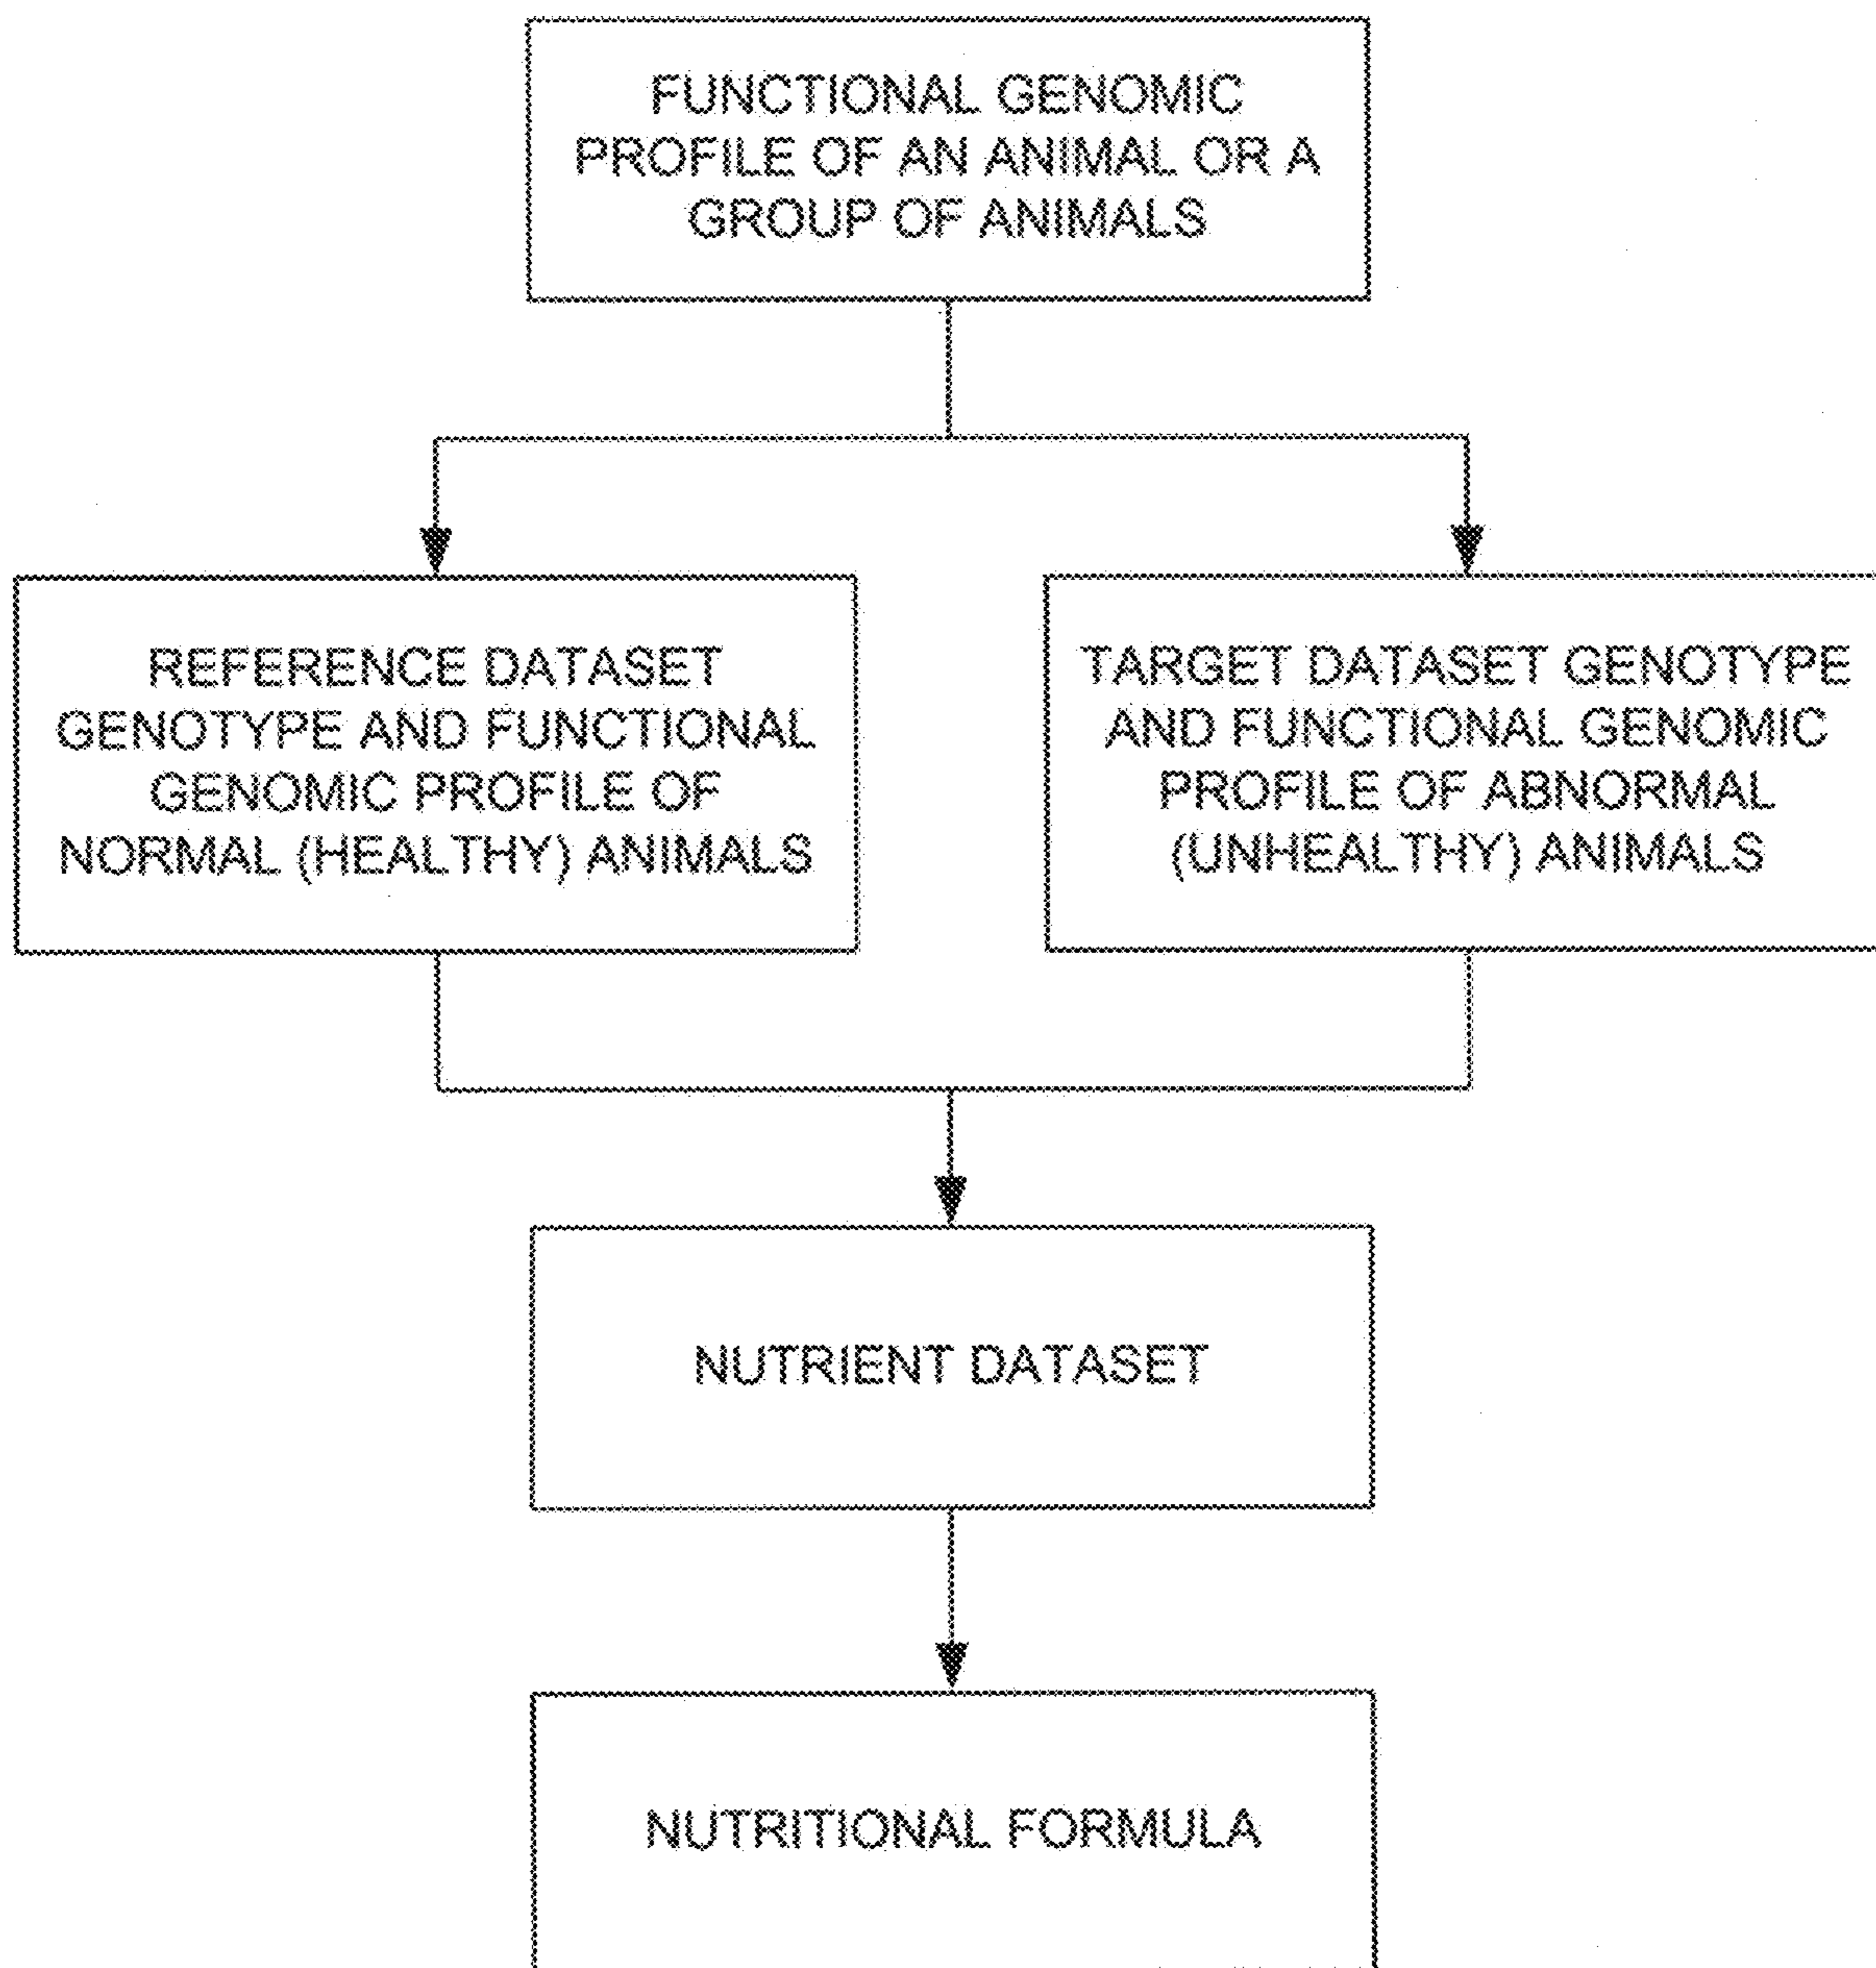 FUNCTIONAL GENOMIC
PROFILE OF AN ANIMAL OR A
GROUP OF ANIMALS
REFERENCE DATASET
GENOTYPE AND FUNCTIONAL
GENOMIC PROFILE OF
NORMAL (HEALTHY) ANIMALS
TARGET DATASET GENOTYPE
AND FUNCTIONAL GENOMIC
PROFILE OF ABNORMAL
(UNHEALTHY) ANIMALS
NUTRIENT DATASET
NUTRITIONAL FORMULA